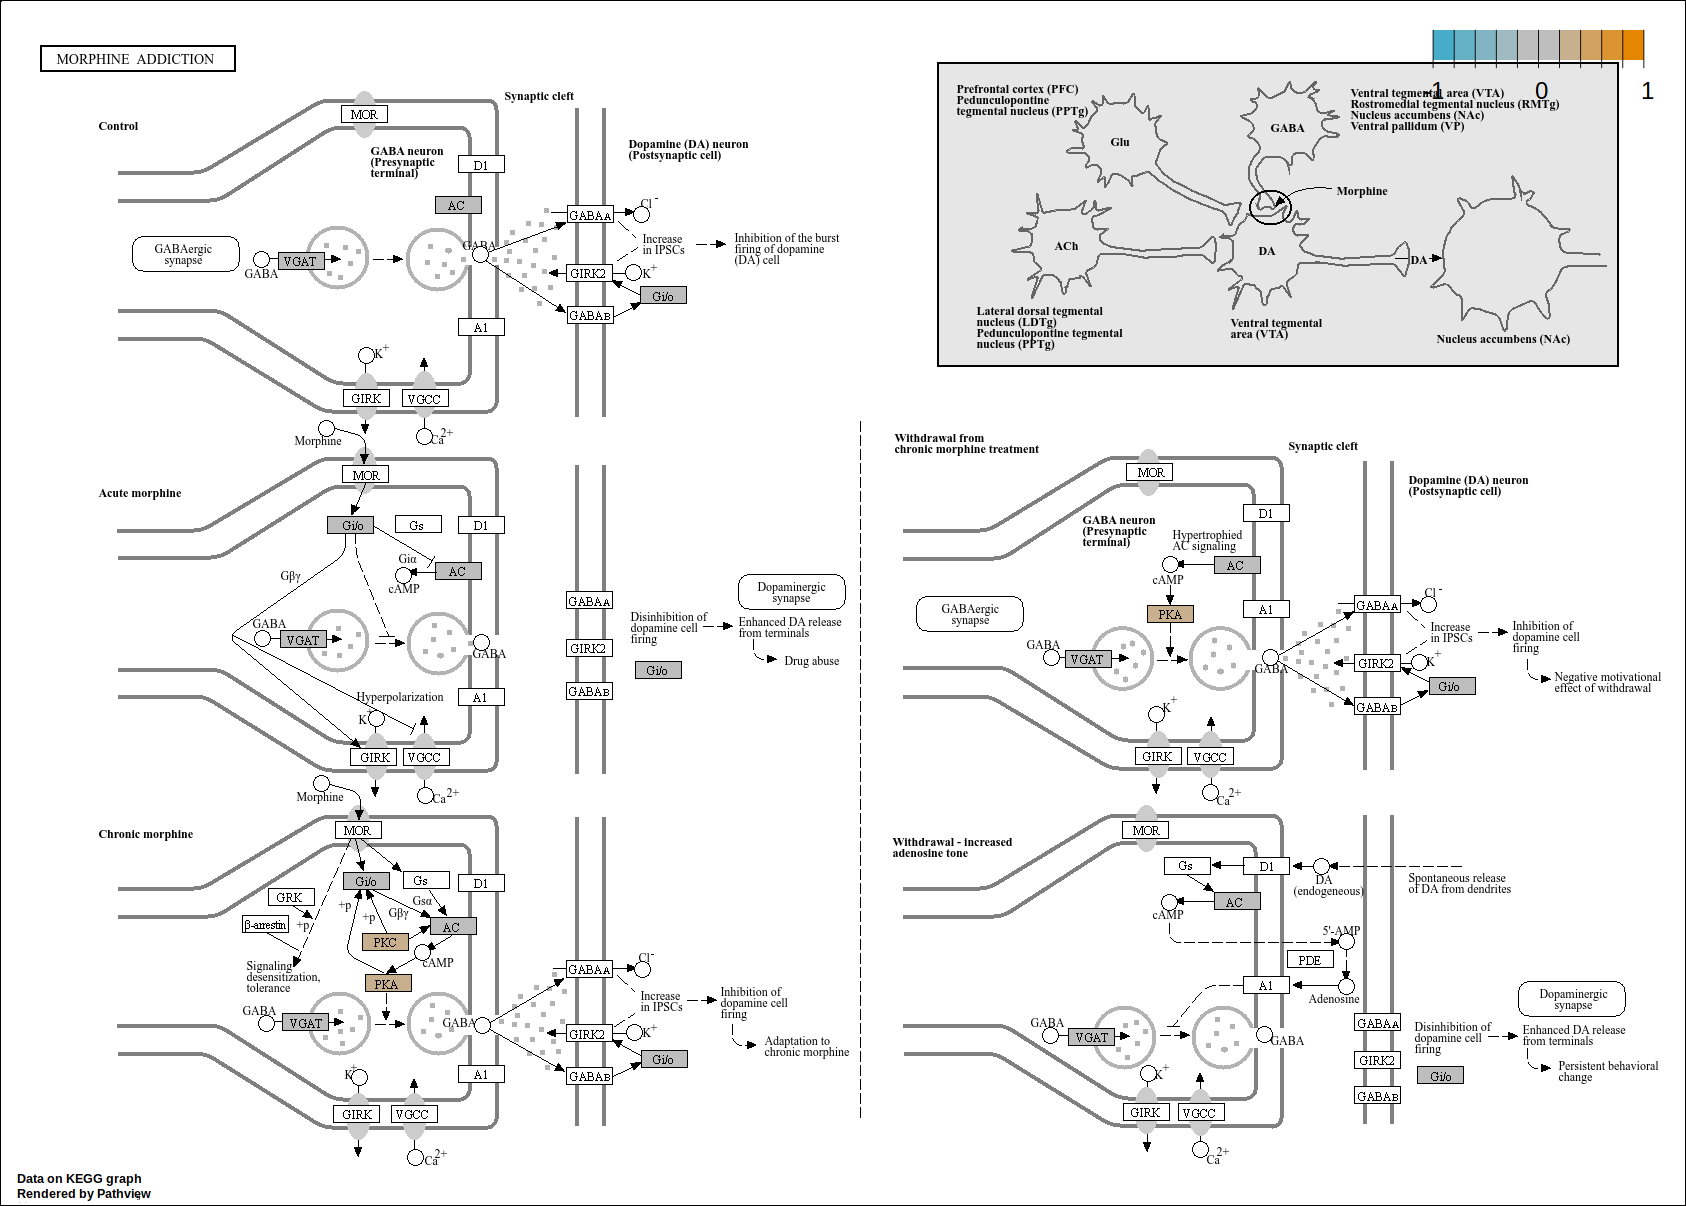 MORPHINE ADDICTION
-1
0
1
Prefrontal cortex (PFC)
Pedunculopontine
tegmental nucleus (PPTg)
Ventral tegmental area (VTA)
Rostromedial tegmental nucleus (RMTg)
Nucleus accumbens (NAc)
Ventral pallidum (VP)
Glu
GABA
Morphine
ACh
DA
DA
Lateral dorsal tegmental
nucleus (LDTg)
Pedunculopontine tegmental
nucleus (PPTg)
Ventral tegmental
area (VTA)
Nucleus accumbens (NAc)
Control
Synaptic cleft
MOR
GABA neuron
(Presynaptic
terminal)
D1
Dopamine (DA) neuron
(Postsynaptic cell)
AC
GABAA
Cl-
GABAergic
synapse
GABA
VGAT
GABA
Increase
in IPSCs
Inhibition of the burst
firing of dopamine
(DA) cell
GIRK2
K+
Gi/o
GABAB
A1
K+
GIRK
VGCC
Ca2+
Morphine
Acute morphine
MOR
Gi/o
Gs
D1
Giα
AC
cAMP
Gβγ
GABA
VGAT
GABA
Hyperpolarization
A1
K+
GIRK
VGCC
Ca2+
GABAA
GIRK2
GABAB
Disinhibition of
dopamine cell
firing
Gi/o
Dopaminergic
synapse
Enhanced DA release
from terminals
Drug abuse
Morphine
Chronic morphine
MOR
Gi/o
Gs
D1
GRK
+p
+p
Gβγ
Gsα
β-arrestin
+p
AC
PKC
cAMP
Signaling
desensitization,
tolerance
PKA
GABA
VGAT
GABA
GABAA
Cl-
Increase
in IPSCs
Inhibition of
dopamine cell
firing
GIRK2
K+
Gi/o
GABAB
Adaptation to
chronic morphine
A1
K+
GIRK
VGCC
Ca2+
Withdrawal from
chronic morphine treatment
Synaptic cleft
MOR
Dopamine (DA) neuron
(Postsynaptic cell)
GABA neuron
(Presynaptic
terminal)
D1
Hypertrophied
AC signaling
AC
cAMP
PKA
A1
GABAergic
synapse
GABA
VGAT
GABA
GABAA
Cl-
Increase
in IPSCs
Inhibition of
dopamine cell
firing
GIRK2
K+
Gi/o
GABAB
Negative motivational
effect of withdrawal
K+
GIRK
VGCC
Ca2+
Withdrawal - increased
adenosine tone
MOR
Gs
D1
DA
(endogeneous)
Spontaneous release
of DA from dendrites
AC
cAMP
5'-AMP
PDE
A1
Adenosine
GABA
VGAT
GABA
GABAA
GIRK2
GABAB
Disinhibition of
dopamine cell
firing
Gi/o
Dopaminergic
synapse
Enhanced DA release
from terminals
Persistent behavioral
change
K+
GIRK
VGCC
Ca2+
Data on KEGG graph
Rendered by Pathview